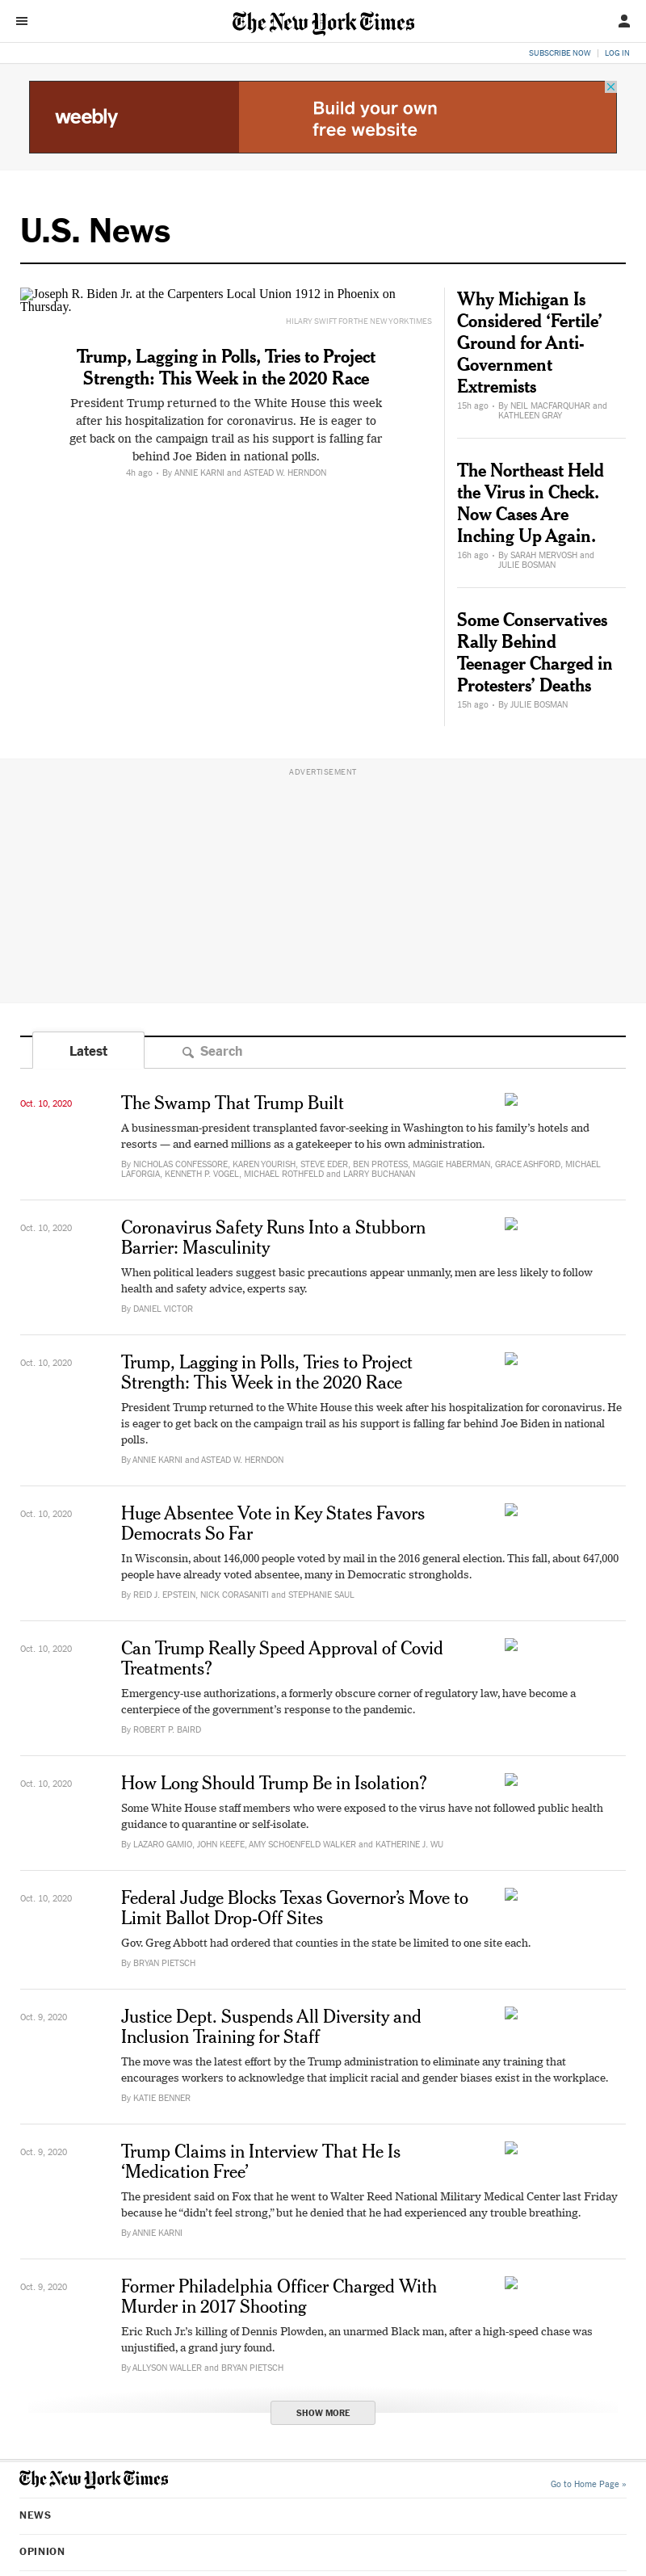 The New York Times
SUBSCRIBE NOW | LOG IN
weebly
Build your own
free website
U.S. News
Joseph R. Biden Jr. at the Carpenters Local Union 1912 in Phoenix on
Thursday.
HILARY SWIFT FOR THE NEW YORK TIMES
Trump, Lagging in Polls, Tries to Project
Strength: This Week in the 2020 Race
President Trump returned to the White House this week
after his hospitalization for coronavirus. He is eager to
get back on the campaign trail as his support is falling far
behind Joe Biden in national polls.
4h ago • By ANNIE KARNI and ASTEAD W. HERNDON
Why Michigan Is
Considered ‘Fertile’
Ground for Anti-
Government
Extremists
15h ago • By NEIL MACFARQUHAR and
KATHLEEN GRAY
The Northeast Held
the Virus in Check.
Now Cases Are
Inching Up Again.
16h ago • By SARAH MERVOSH and
JULIE BOSMAN
Some Conservatives
Rally Behind
Teenager Charged in
Protesters’ Deaths
15h ago • By JULIE BOSMAN
ADVERTISEMENT
Latest
Search
Oct. 10, 2020
The Swamp That Trump Built
A businessman-president transplanted favor-seeking in Washington to his family’s hotels and
resorts — and earned millions as a gatekeeper to his own administration.
By NICHOLAS CONFESSORE, KAREN YOURISH, STEVE EDER, BEN PROTESS, MAGGIE HABERMAN, GRACE ASHFORD, MICHAEL
LAFORGIA, KENNETH P. VOGEL, MICHAEL ROTHFELD and LARRY BUCHANAN
Oct. 10, 2020
Coronavirus Safety Runs Into a Stubborn
Barrier: Masculinity
When political leaders suggest basic precautions appear unmanly, men are less likely to follow
health and safety advice, experts say.
By DANIEL VICTOR
Oct. 10, 2020
Trump, Lagging in Polls, Tries to Project
Strength: This Week in the 2020 Race
President Trump returned to the White House this week after his hospitalization for coronavirus. He
is eager to get back on the campaign trail as his support is falling far behind Joe Biden in national
polls.
By ANNIE KARNI and ASTEAD W. HERNDON
Oct. 10, 2020
Huge Absentee Vote in Key States Favors
Democrats So Far
In Wisconsin, about 146,000 people voted by mail in the 2016 general election. This fall, about 647,000
people have already voted absentee, many in Democratic strongholds.
By REID J. EPSTEIN, NICK CORASANITI and STEPHANIE SAUL
Oct. 10, 2020
Can Trump Really Speed Approval of Covid
Treatments?
Emergency-use authorizations, a formerly obscure corner of regulatory law, have become a
centerpiece of the government’s response to the pandemic.
By ROBERT P. BAIRD
Oct. 10, 2020
How Long Should Trump Be in Isolation?
Some White House staff members who were exposed to the virus have not followed public health
guidance to quarantine or self-isolate.
By LAZARO GAMIO, JOHN KEEFE, AMY SCHOENFELD WALKER and KATHERINE J. WU
Oct. 10, 2020
Federal Judge Blocks Texas Governor’s Move to
Limit Ballot Drop-Off Sites
Gov. Greg Abbott had ordered that counties in the state be limited to one site each.
By BRYAN PIETSCH
Oct. 9, 2020
Justice Dept. Suspends All Diversity and
Inclusion Training for Staff
The move was the latest effort by the Trump administration to eliminate any training that
encourages workers to acknowledge that implicit racial and gender biases exist in the workplace.
By KATIE BENNER
Oct. 9, 2020
Trump Claims in Interview That He Is
‘Medication Free’
The president said on Fox that he went to Walter Reed National Military Medical Center last Friday
because he “didn’t feel strong,” but he denied that he had experienced any trouble breathing.
By ANNIE KARNI
Oct. 9, 2020
Former Philadelphia Officer Charged With
Murder in 2017 Shooting
Eric Ruch Jr.’s killing of Dennis Plowden, an unarmed Black man, after a high-speed chase was
unjustified, a grand jury found.
By ALLYSON WALLER and BRYAN PIETSCH
SHOW MORE
The New York Times
Go to Home Page »
NEWS
OPINION